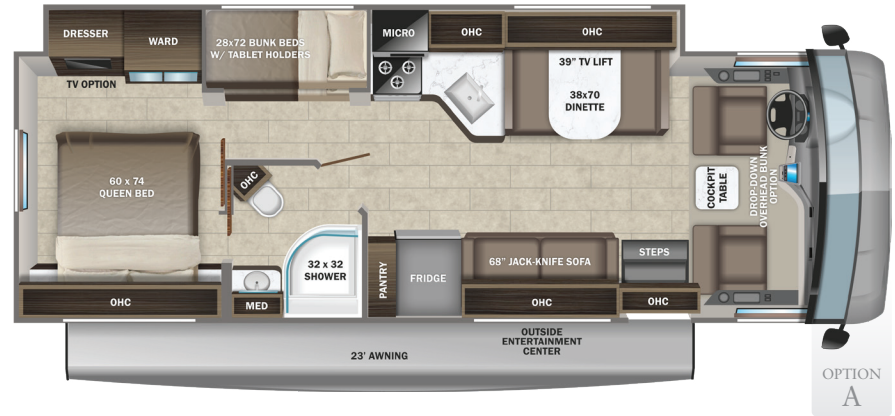 DRESSER
WARD
TV OPTION
28x72 BUNK BEDS
W/ TABLET HOLDERS
MICRO
OHC
OHC
39" TV LIFT
38x70
DINETTE
COCKPIT
TABLE
DROP-DOWN
OVERHEAD BUNK
OPTION
60 x 74
QUEEN BED
OHC
32 x 32
SHOWER
PANTRY
FRIDGE
68" JACK-KNIFE SOFA
STEPS
OHC
MED
OHC
OHC
OUTSIDE
ENTERTAINMENT
CENTER
23' AWNING
OPTION
A